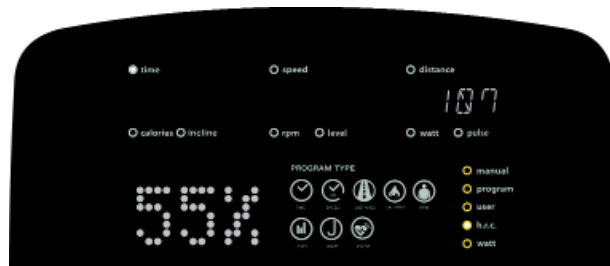 time speed distance
107
calories incline rpm level watt pulse
PROGRAM TYPE
manual
program
user
h.r.c.
watt
55%